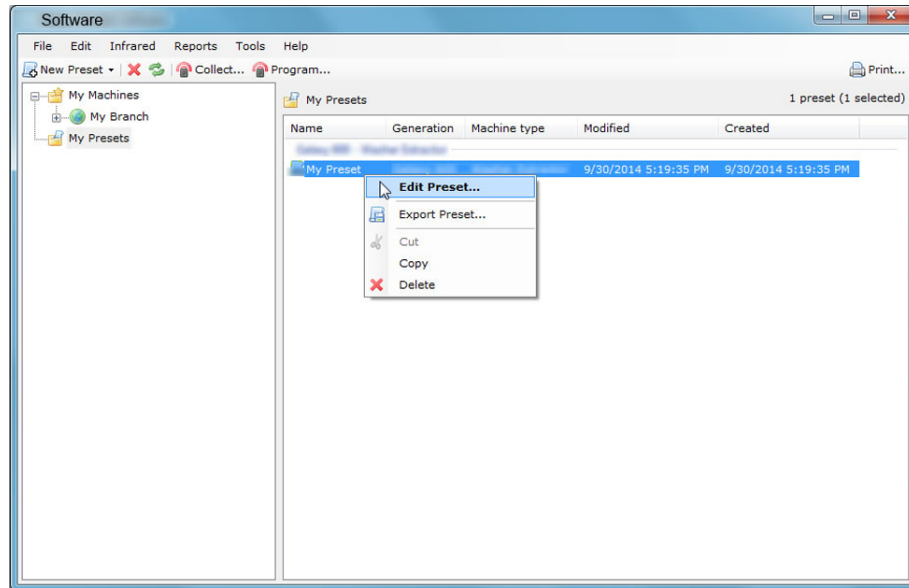 Software
File Edit Infrared Reports Tools Help
New Preset Collect... Program... Print...
My Machines
My Branch
My Presets
My Presets 1 preset (1 selected)
Name Generation Machine type Modified Created
My Preset 9/30/2014 5:19:35 PM 9/30/2014 5:19:35 PM
Edit Preset...
Export Preset...
Cut
Copy
Delete